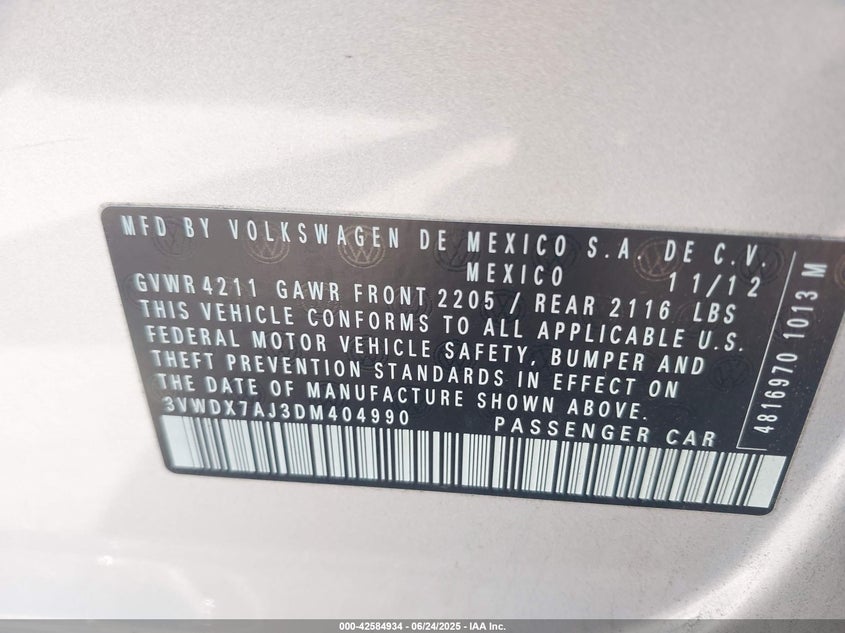 MFD BY VOLKSWAGEN DE MEXICO S.A. DE C.V.
MEXICO 11/12
GVWR 4211 GAWR FRONT 2205 / REAR 2116 LBS
THIS VEHICLE CONFORMS TO ALL APPLICABLE U.S.
FEDERAL MOTOR VEHICLE SAFETY, BUMPER AND
THEFT PREVENTION STANDARDS IN EFFECT ON
THE DATE OF MANUFACTURE SHOWN ABOVE.
3VWDX7AJ3DM404990 PASSENGER CAR
4816970 1013 M
000-42584934 - 06/24/2025 - IAA Inc.